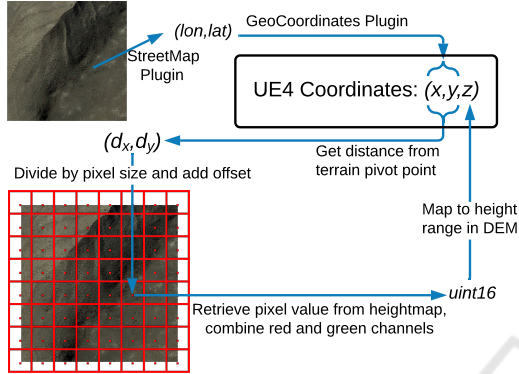 (lon,lat)
GeoCoordinates Plugin
StreetMap
Plugin
UE4 Coordinates: (x,y,z)
(dx,dy)
Get distance from
terrain pivot point
Divide by pixel size and add offset
Map to height
range in DEM
uint16
Retrieve pixel value from heightmap,
combine red and green channels